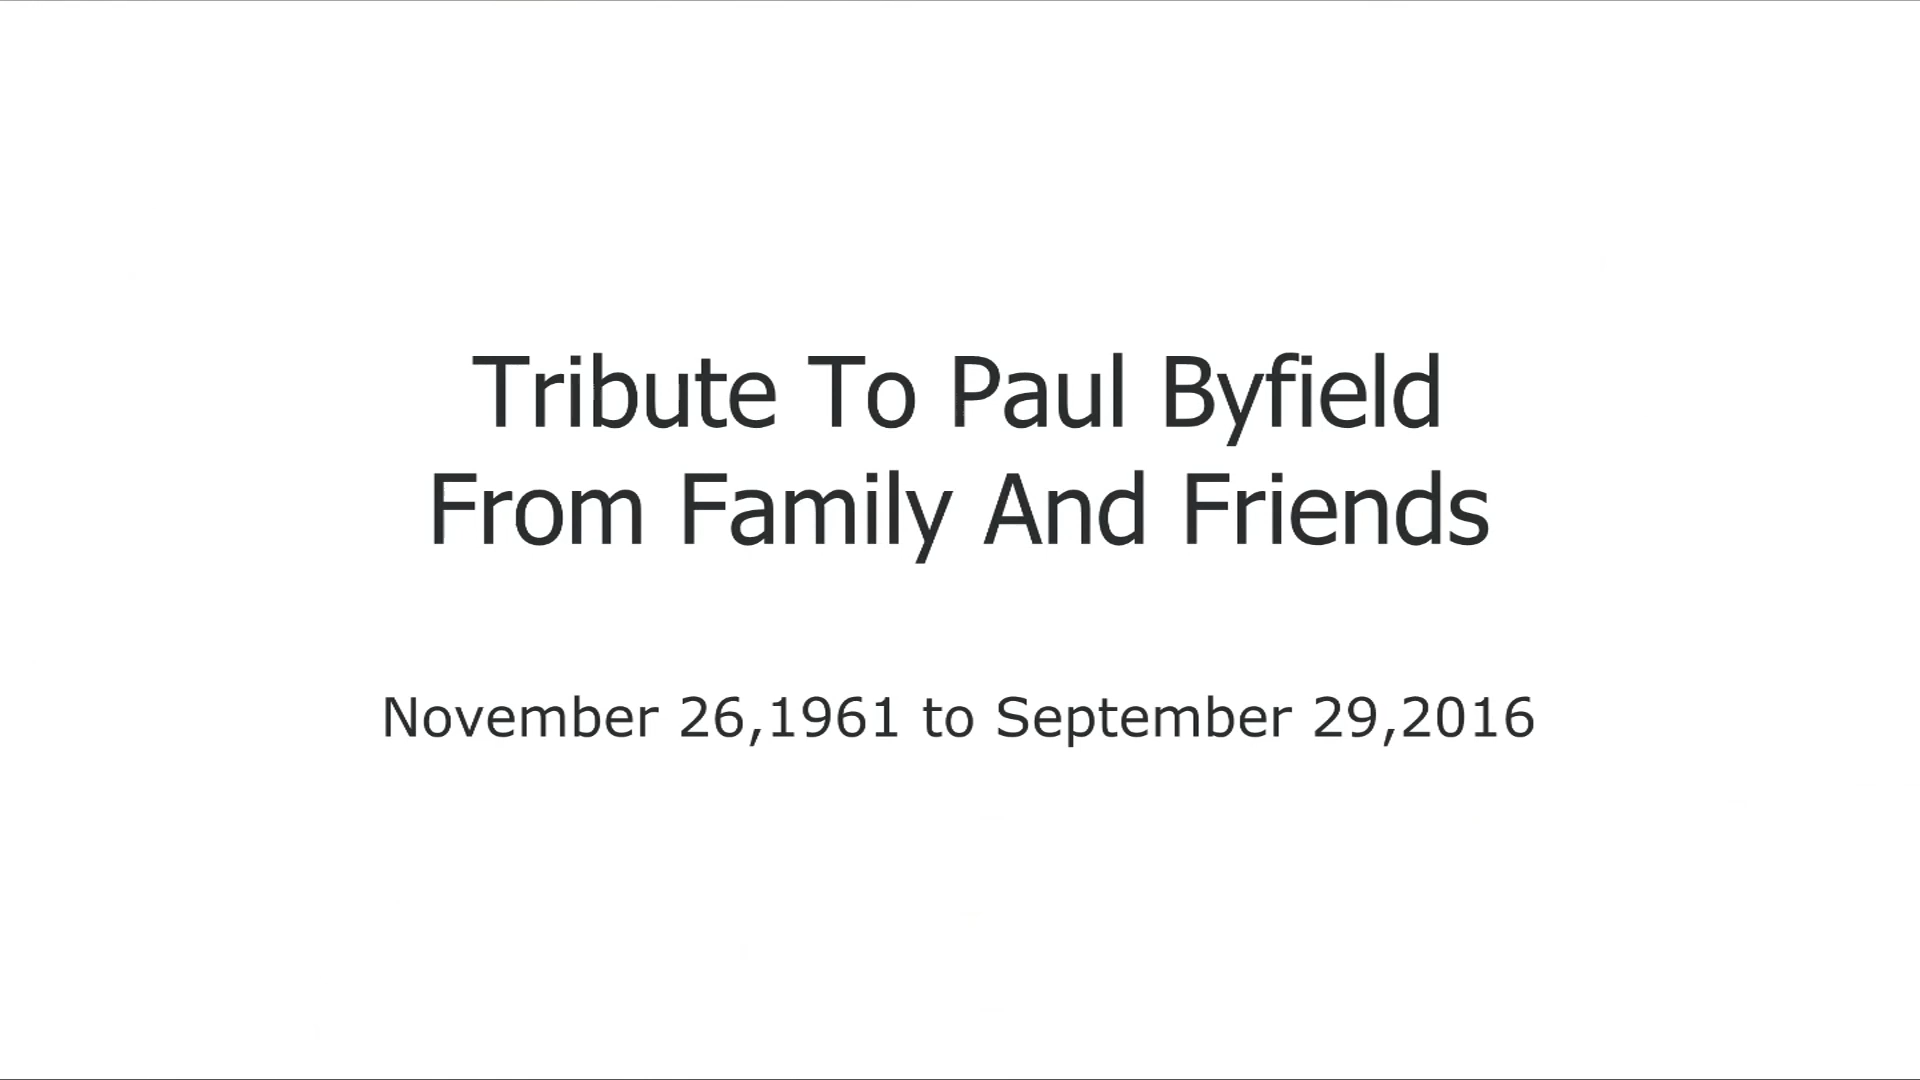 Tribute To Paul Byfield
From Family And Friends
November 26,1961 to September 29,2016